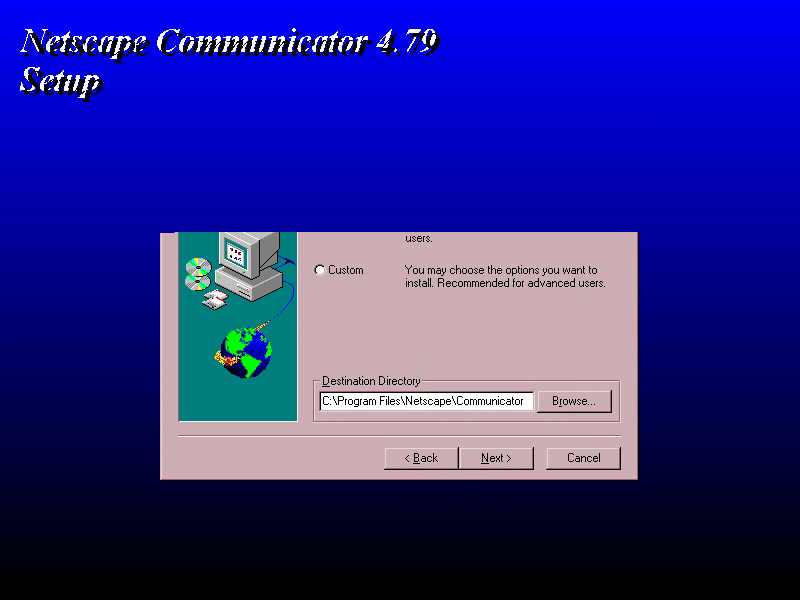 Netscape Communicator 4.79
Setup
users.
Custom
You may choose the options you want to
install. Recommended for advanced users.
Destination Directory
C:\Program Files\Netscape\Communicator
Browse...
< Back
Next >
Cancel